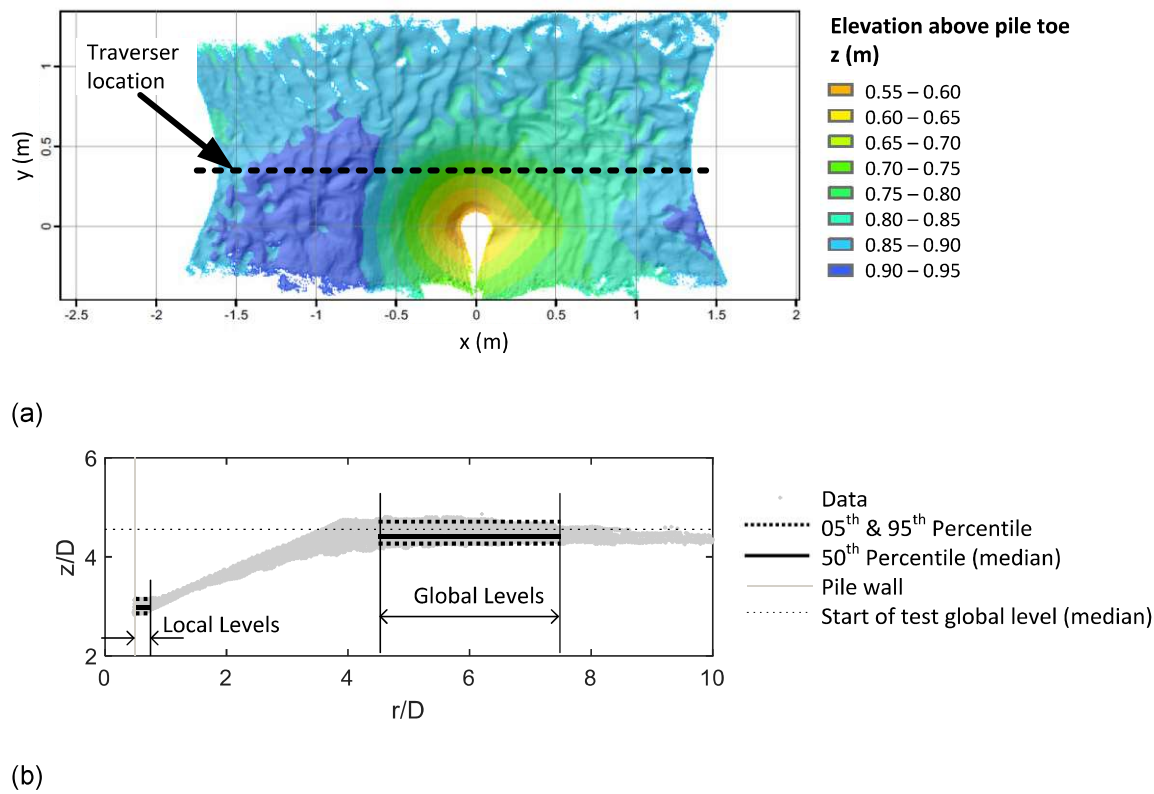 Traverser
location
Elevation above pile toe
z (m)
0.55 – 0.60
0.60 – 0.65
0.65 – 0.70
0.70 – 0.75
0.75 – 0.80
0.80 – 0.85
0.85 – 0.90
0.90 – 0.95
y (m)
1
0.5
0
-2.5 -2 -1.5 -1 -0.5 0 0.5 1 1.5 2
x (m)
(a)
z/D
6
4
2
Local Levels
Global Levels
0 2 4 6 8 10
r/D
Data
05th & 95th Percentile
50th Percentile (median)
Pile wall
Start of test global level (median)
(b)